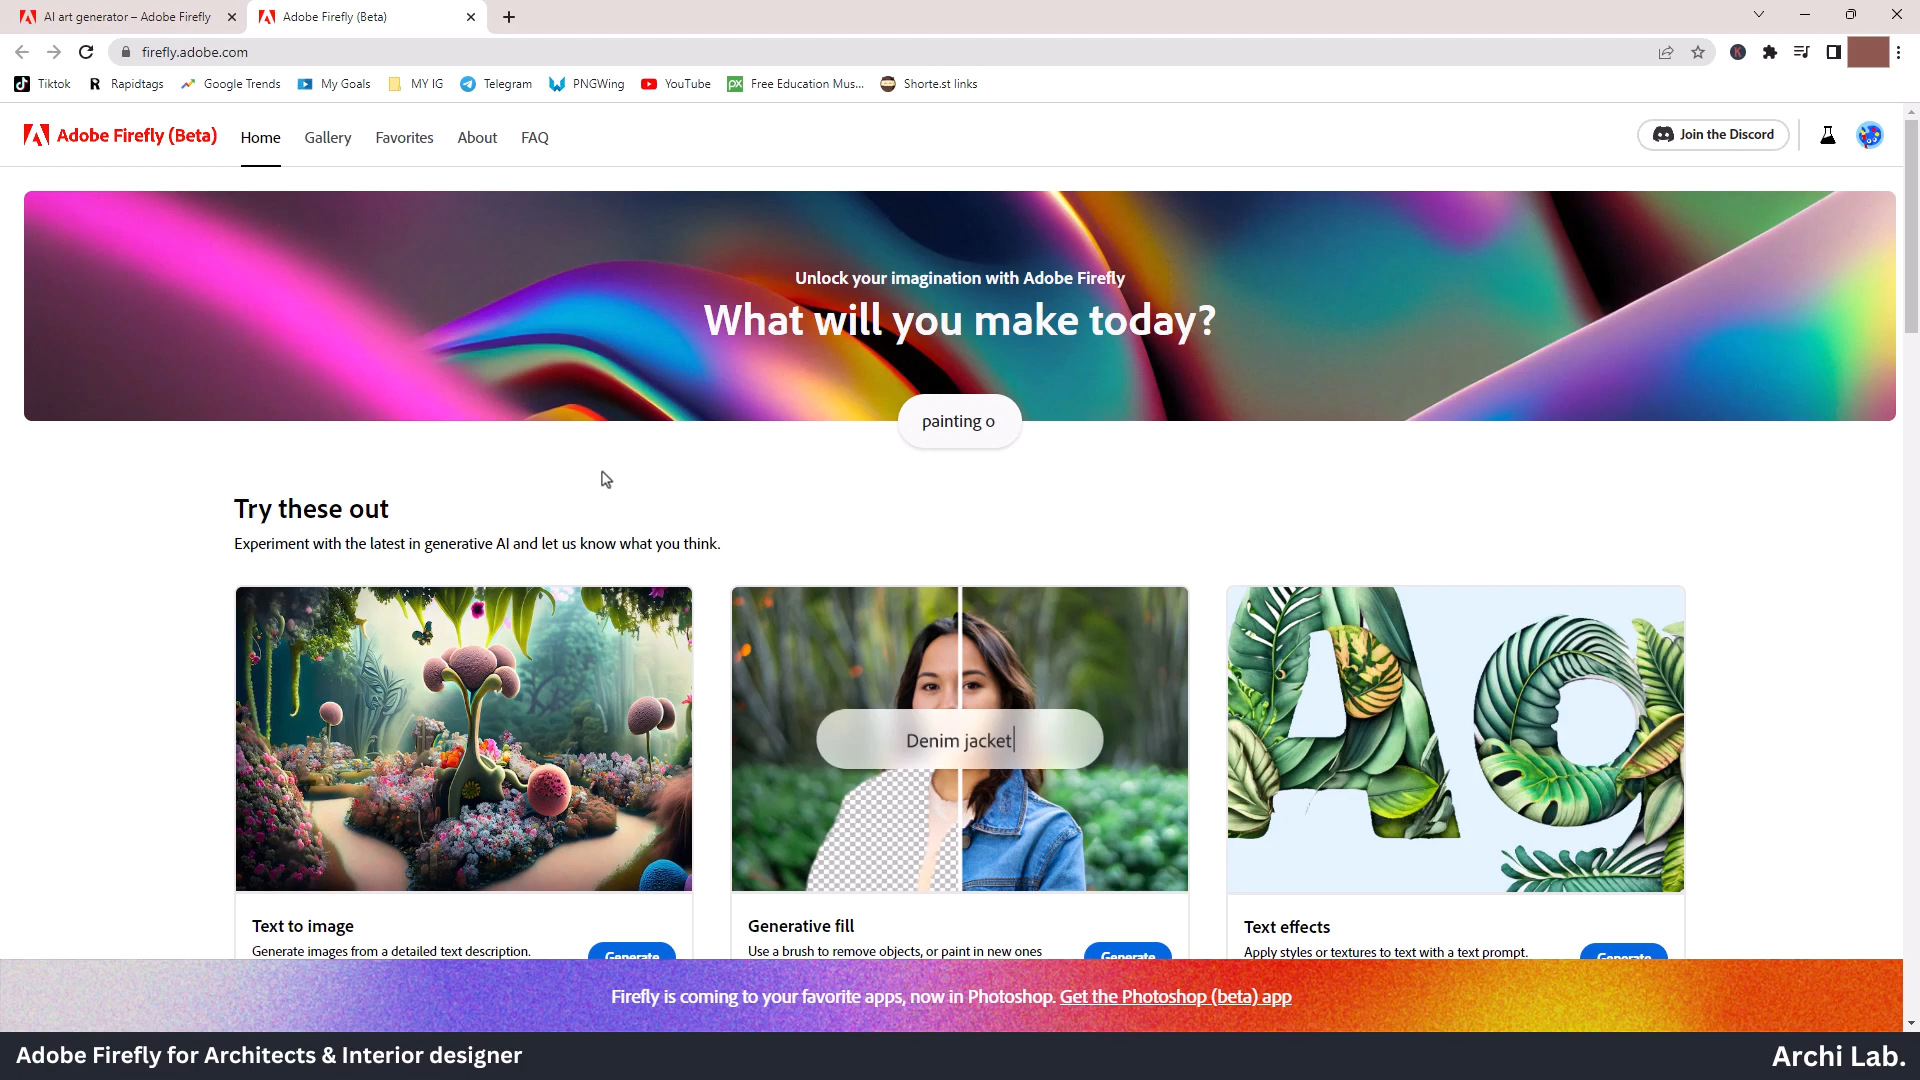 AI art generator – Adobe Firefly
Adobe Firefly (Beta)
firefly.adobe.com
Tiktok
Rapidtags
Google Trends
My Goals
MY IG
Telegram
PNGWing
YouTube
Free Education Mus...
Shorte.st links
Adobe Firefly (Beta)
Home
Gallery
Favorites
About
FAQ
Join the Discord
Unlock your imagination with Adobe Firefly
What will you make today?
painting o
Try these out
Experiment with the latest in generative AI and let us know what you think.
Denim jacket
Text to image
Generate images from a detailed text description.
Generate
Generative fill
Use a brush to remove objects, or paint in new ones
Generate
Text effects
Apply styles or textures to text with a text prompt.
Generate
Firefly is coming to your favorite apps, now in Photoshop. Get the Photoshop (beta) app
Adobe Firefly for Architects & Interior designer
Archi Lab.